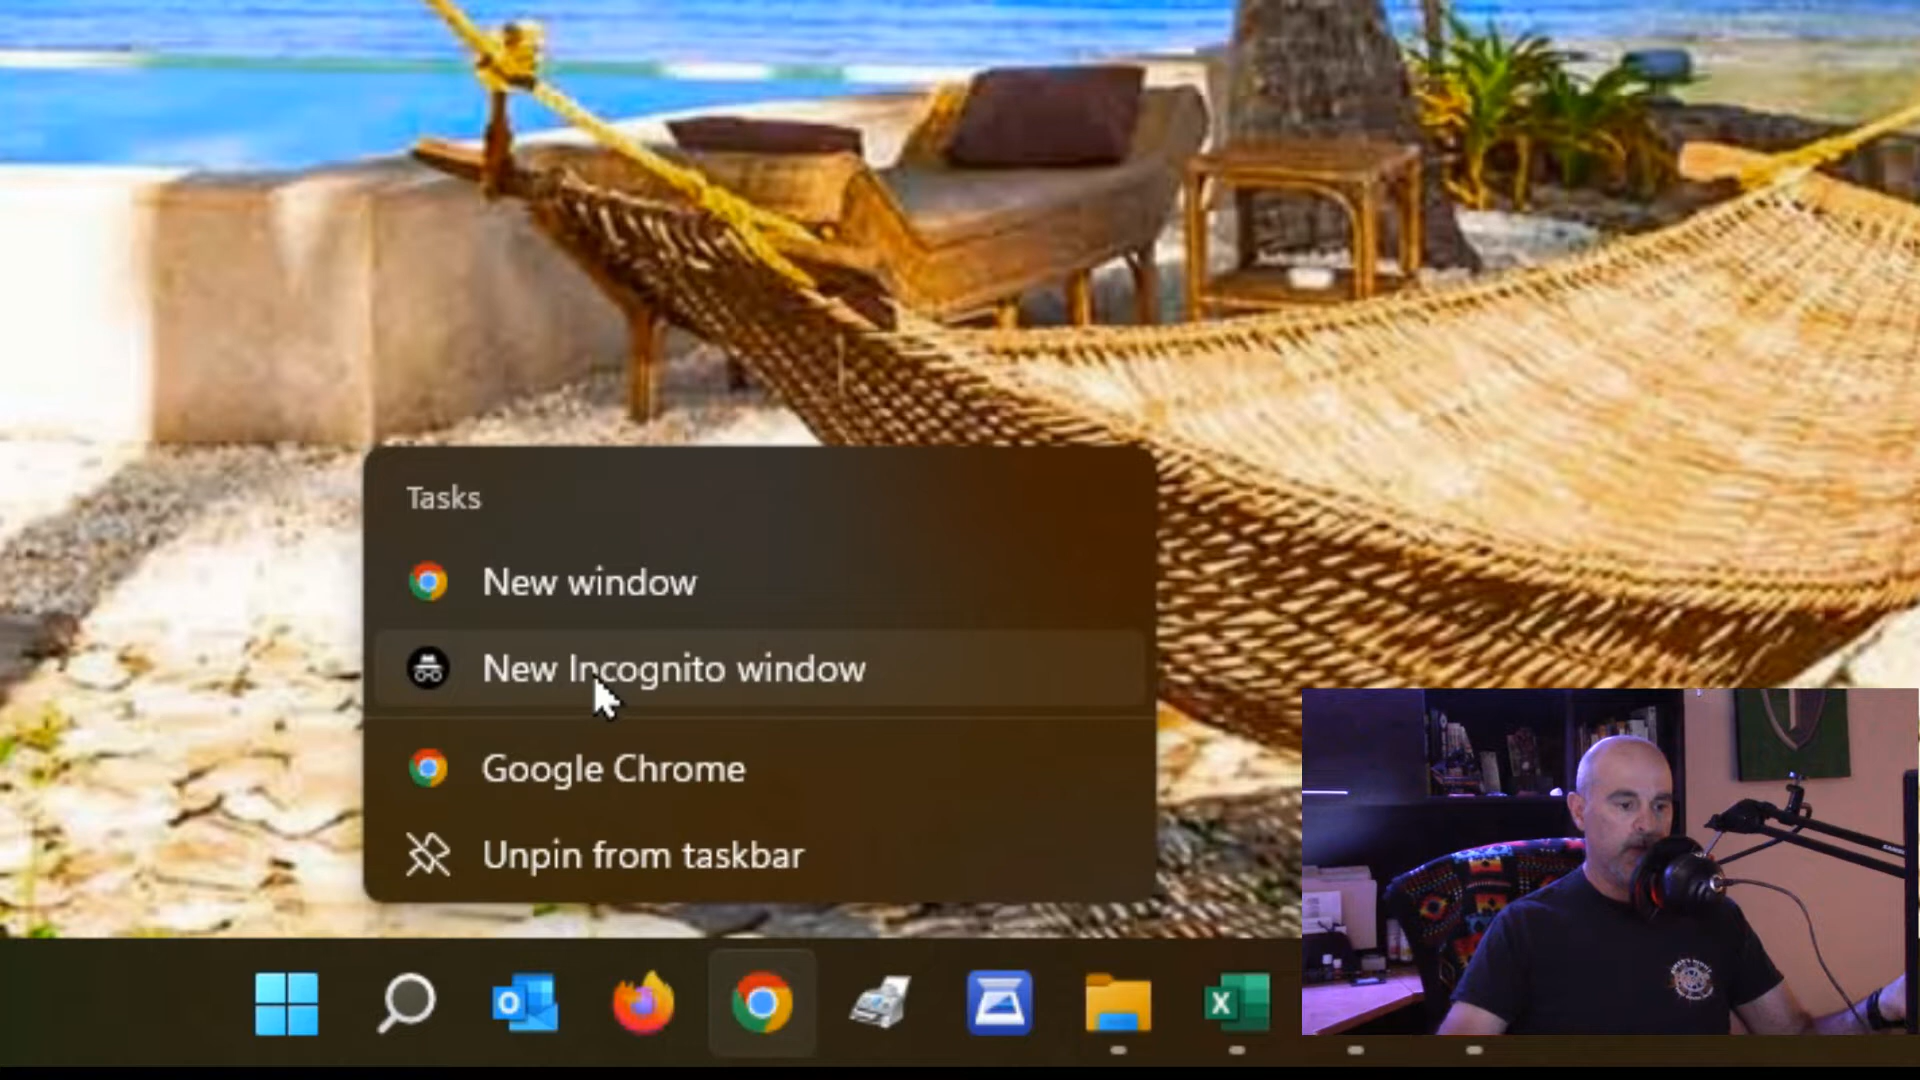 Tasks
New window
New Incognito window
Google Chrome
Unpin from taskbar